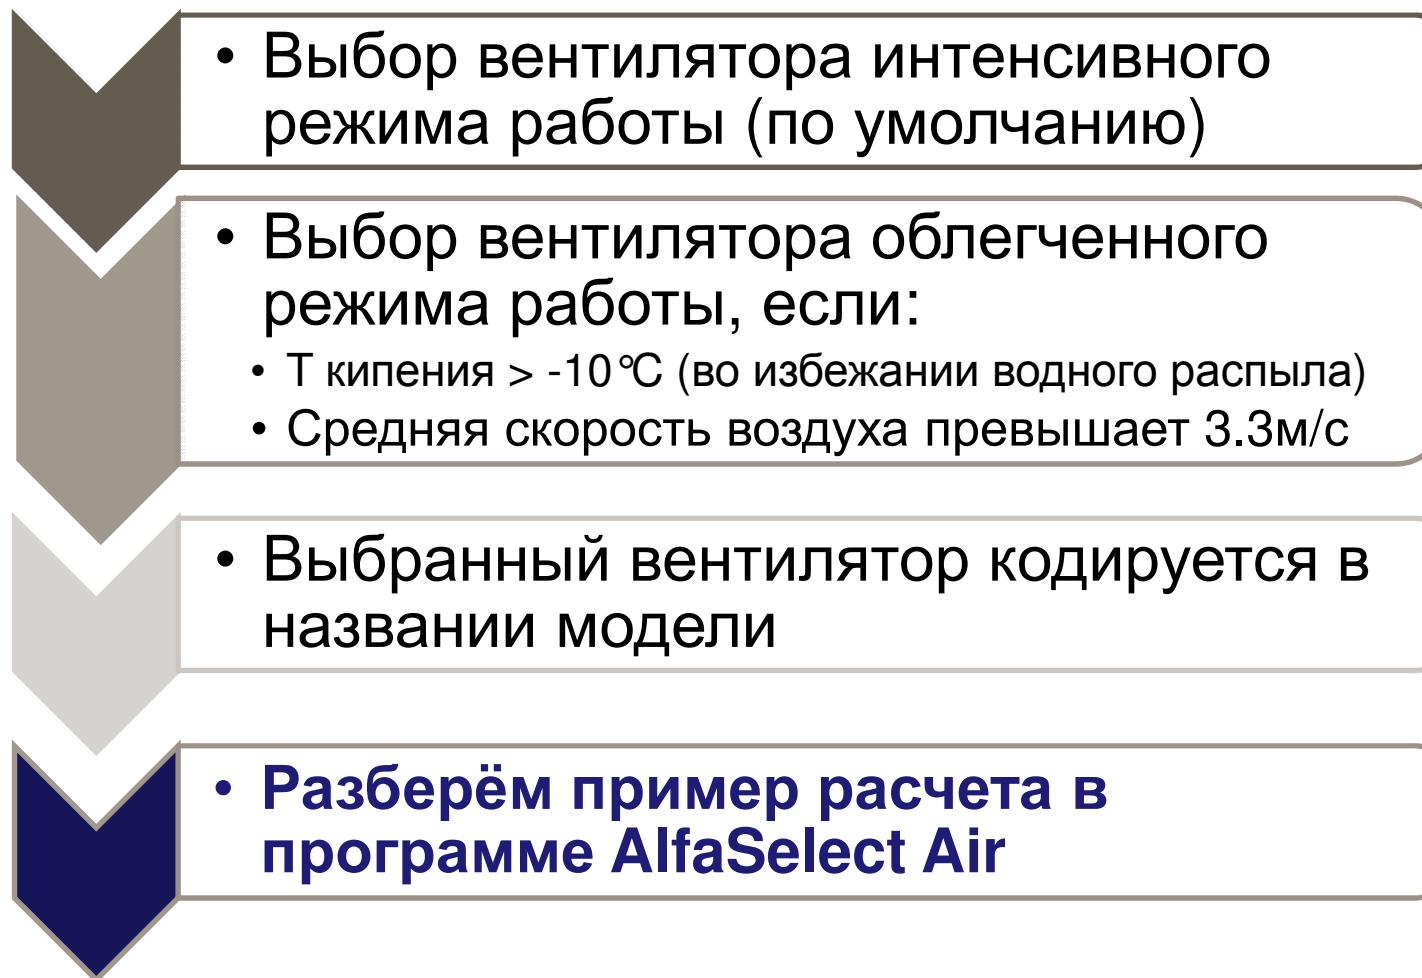 • Выбор вентилятора интенсивного
режима работы (по умолчанию)
• Выбор вентилятора облегченного
режима работы, если:
• Т кипения > -10°C (во избежании водного распыла)
• Средняя скорость воздуха превышает 3.3м/с
• Выбранный вентилятор кодируется в
названии модели
• Разберём пример расчета в
программе AlfaSelect Air